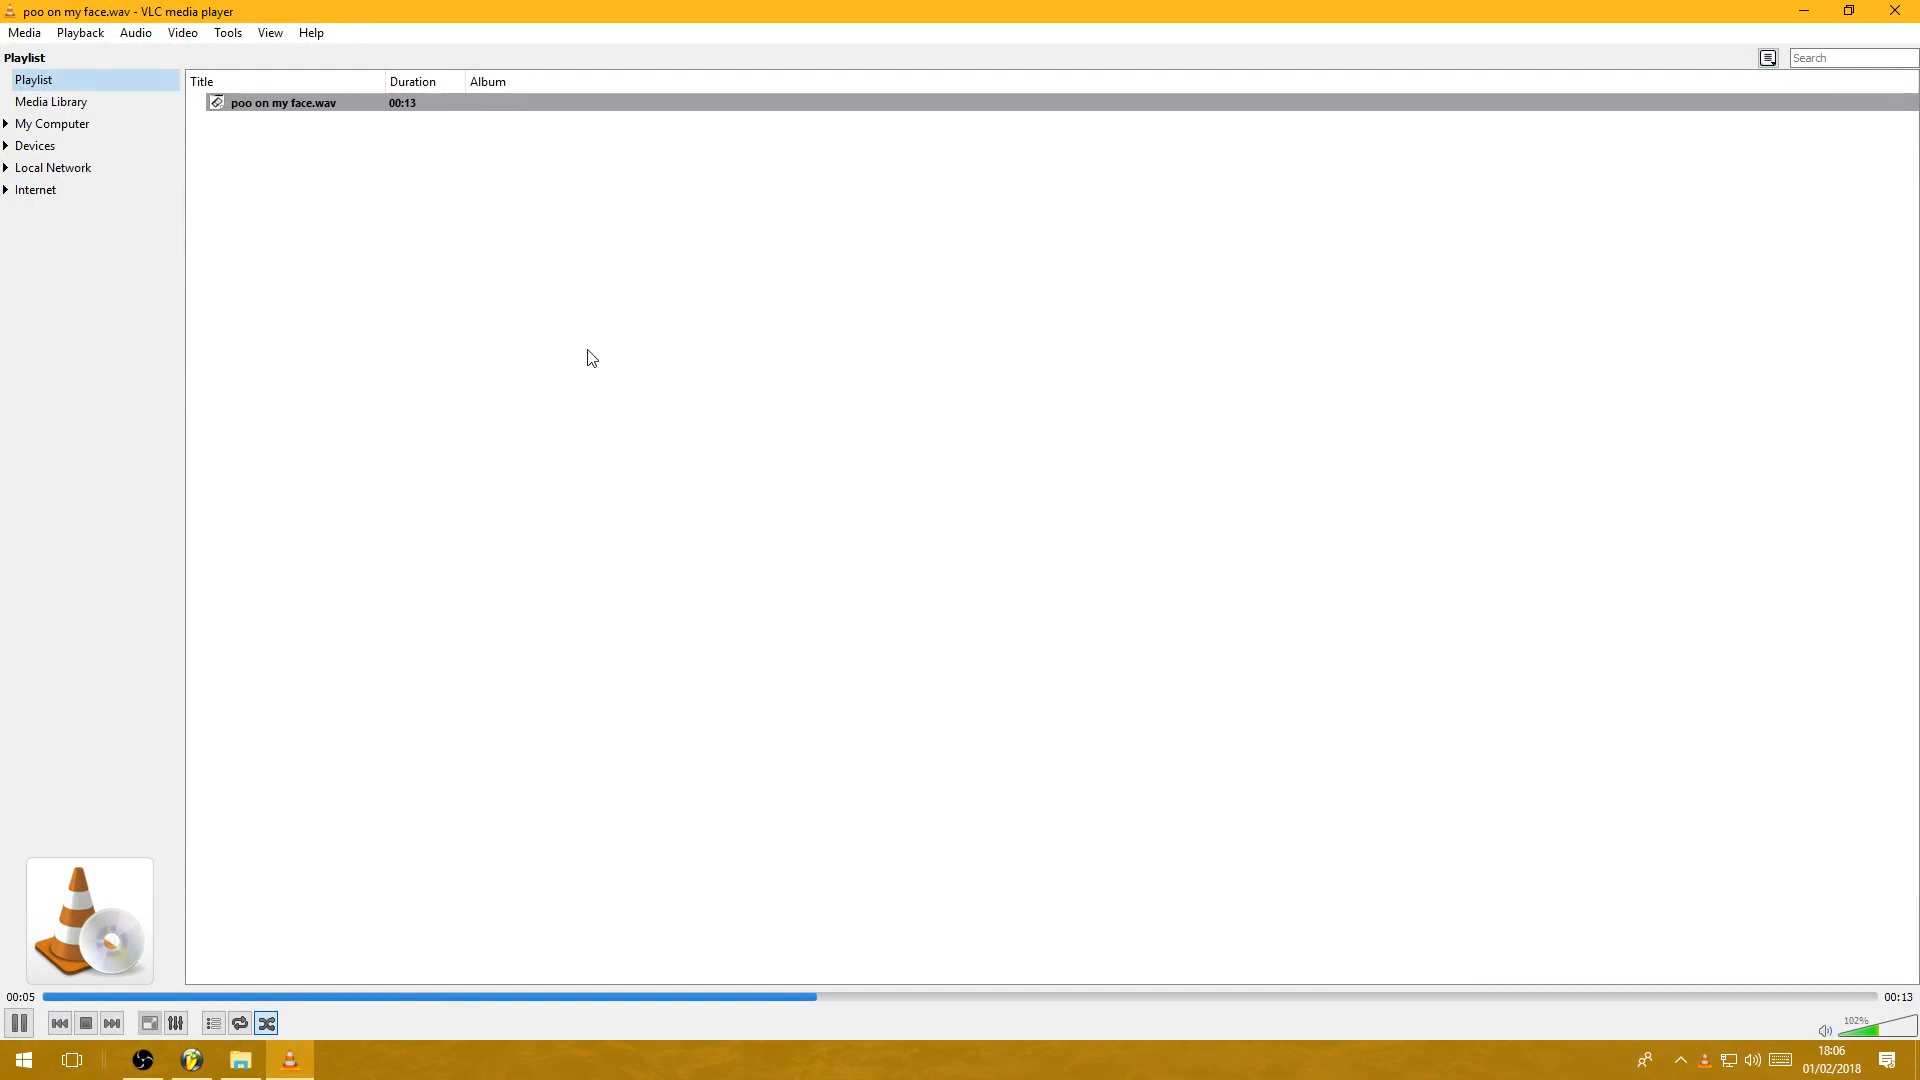 poo on my face.wav - VLC media player
Media Playback Audio Video Tools View Help
Playlist
Search
Playlist
Media Library
My Computer
Devices
Local Network
Internet
Title Duration Album
poo on my face.wav 00:13
00:05 00:13
102%
18:06
01/02/2018